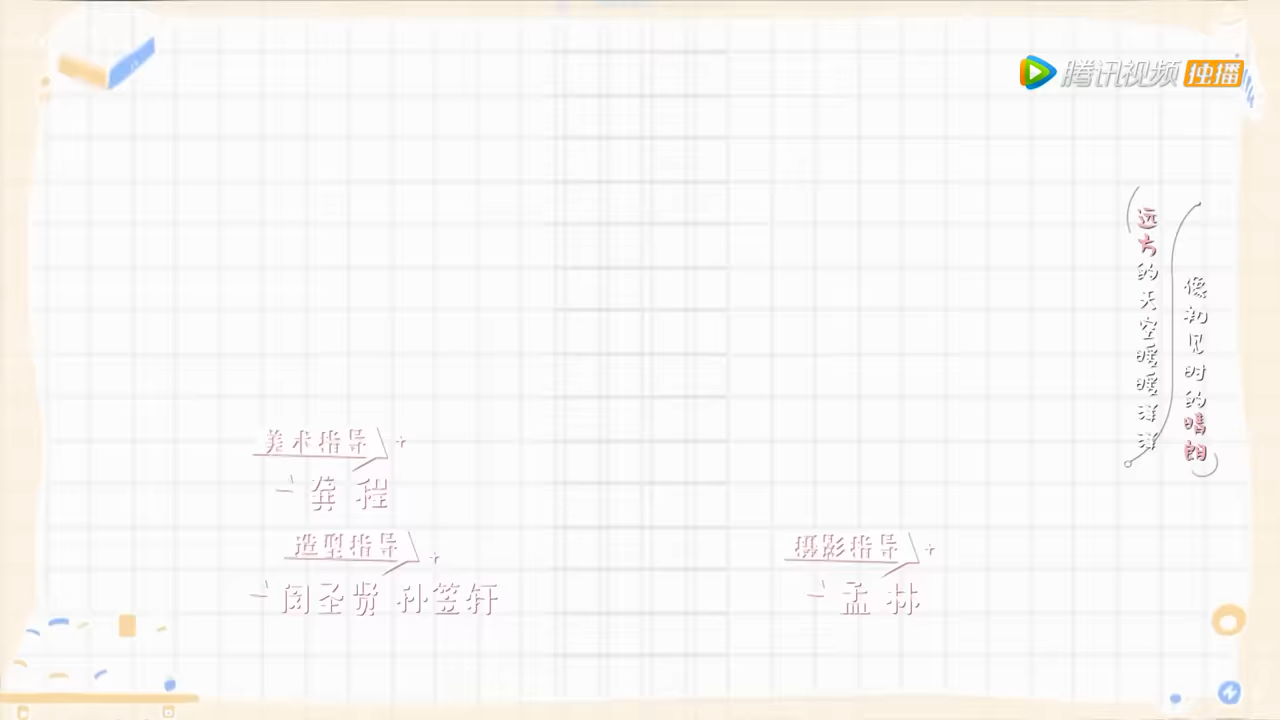 腾讯视频 独播
像初见时的晴朗
远方的天空暖暖洋洋
美术指导
龚 程
造型指导
闵圣贤 孙笠轩
摄影指导
孟 林